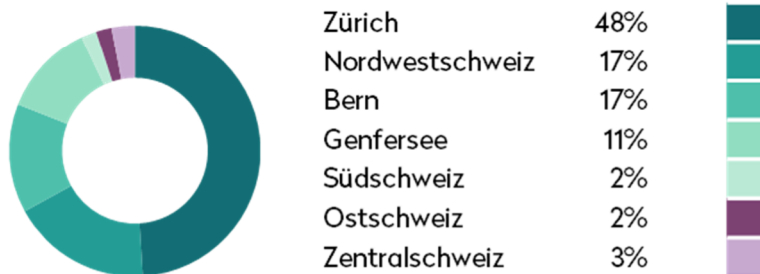 Zürich 48%
Nordwestschweiz 17%
Bern 17%
Genfersee 11%
Südschweiz 2%
Ostschweiz 2%
Zentralschweiz 3%